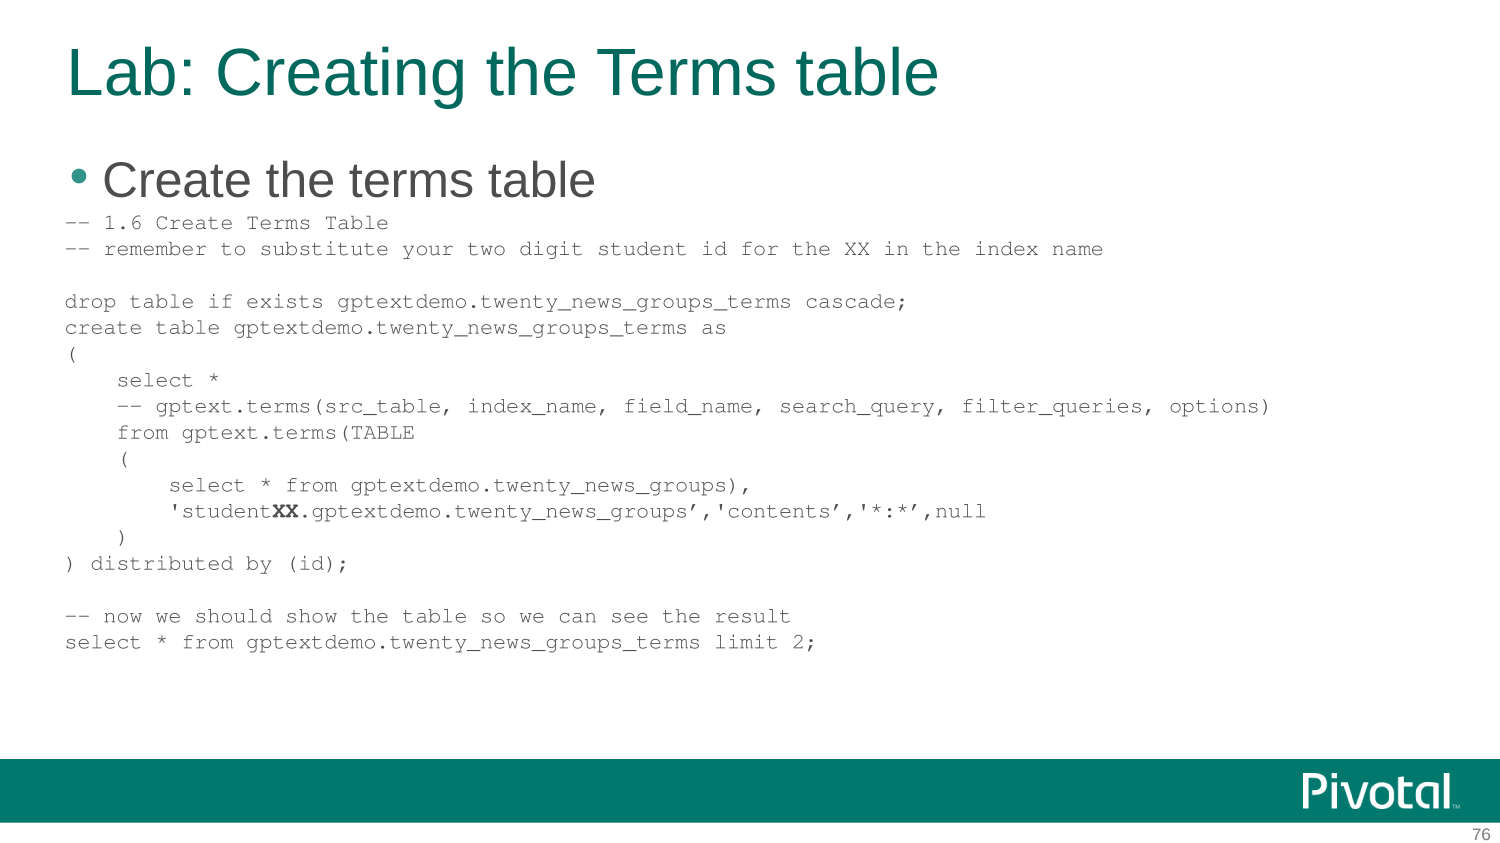 Lab: Creating the Terms table
• Create the terms table
-- 1.6 Create Terms Table
-- remember to substitute your two digit student id for the XX in the index name
drop table if exists gptextdemo.twenty_news_groups_terms cascade;
create table gptextdemo.twenty_news_groups_terms as
(
    select *
    -- gptext.terms(src_table, index_name, field_name, search_query, filter_queries, options)
    from gptext.terms(TABLE
    (
        select * from gptextdemo.twenty_news_groups),
        'studentXX.gptextdemo.twenty_news_groups’,'contents’,'*:*’,null
    )
) distributed by (id);
-- now we should show the table so we can see the result
select * from gptextdemo.twenty_news_groups_terms limit 2;
Pivotal™
76